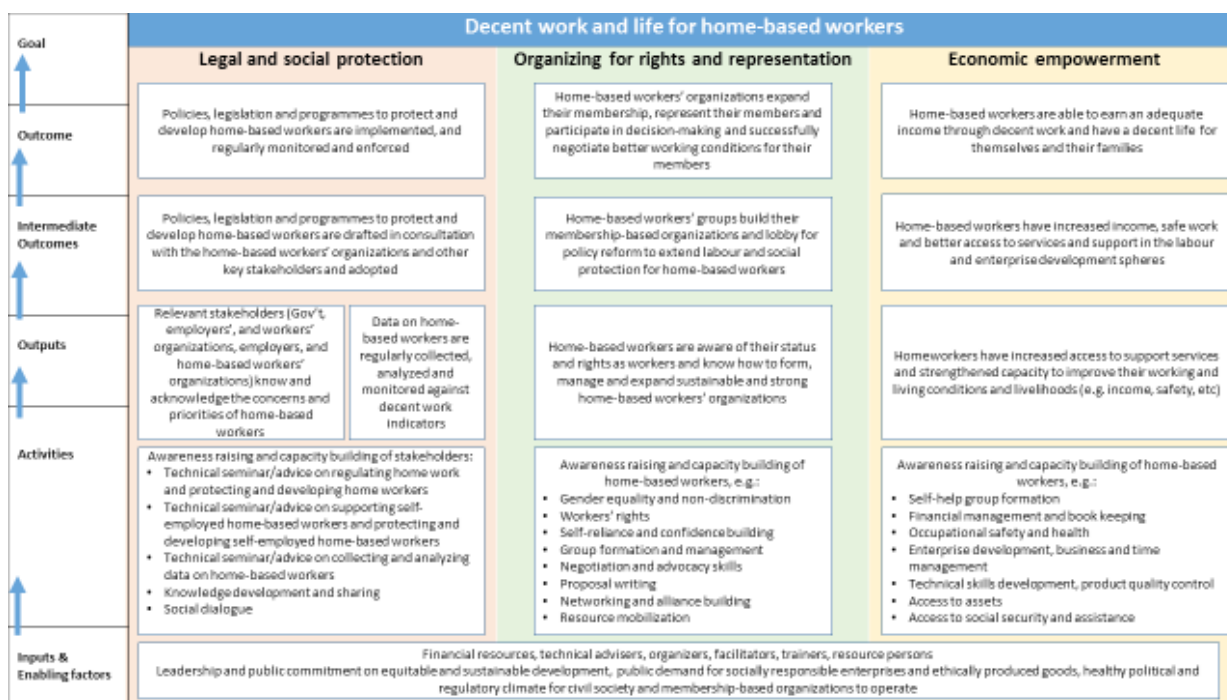 Decent work and life for home-based workers
Goal
Legal and social protection
Organizing for rights and representation
Economic empowerment
Outcome
Policies, legislation and programmes to protect and
develop home-based workers are implemented, and
regularly monitored and enforced
Home-based workers' organizations expand
their membership, represent their members and
participate in decision-making and successfully
negotiate better working conditions for their
members
Home-based workers are able to earn an adequate
income through decent work and have a decent life for
themselves and their families
Intermediate
Outcomes
Policies, legislation and programmes to protect and
develop home-based workers are drafted in consultation
with the home-based workers' organizations and other
key stakeholders and adopted
Home-based workers' groups build their
membership-based organizations and lobby for
policy reform to extend labour and social
protection for home-based workers
Home-based workers have increased income, safe work
and better access to services and support in the labour
and enterprise development spheres
Outputs
Relevant stakeholders (Gov't,
employers', and workers'
organizations, employers, and
home-based workers'
organizations) know and
acknowledge the concerns and
priorities of home-based
workers
Data on home-
based workers are
regularly collected,
analyzed and
monitored against
decent work
indicators
Home-based workers are aware of their status
and rights as workers and know how to form,
manage and expand sustainable and strong
home-based workers' organizations
Homeworkers have increased access to support services
and strengthened capacity to improve their working and
living conditions and livelihoods (e.g. income, safety, etc)
Activities
Awareness raising and capacity building of stakeholders:
• Technical seminar/advice on regulating home work
and protecting and developing home workers
• Technical seminar/advice on supporting self-
employed home-based workers and protecting and
developing self-employed home-based workers
• Technical seminar/advice on collecting and analyzing
data on home-based workers
• Knowledge development and sharing
• Social dialogue
Awareness raising and capacity building of
home-based workers, e.g.:
• Gender equality and non-discrimination
• Workers' rights
• Self-reliance and confidence building
• Group formation and management
• Negotiation and advocacy skills
• Proposal writing
• Networking and alliance building
• Resource mobilization
Awareness raising and capacity building of home-based
workers, e.g.:
• Self-help group formation
• Financial management and book keeping
• Occupational safety and health
• Enterprise development, business and time
management
• Technical skills development, product quality control
• Access to assets
• Access to social security and assistance
Inputs &
Enabling factors
Financial resources, technical advisers, organizers, facilitators, trainers, resource persons
Leadership and public commitment on equitable and sustainable development, public demand for socially responsible enterprises and ethically produced goods, healthy political and
regulatory climate for civil society and membership-based organizations to operate